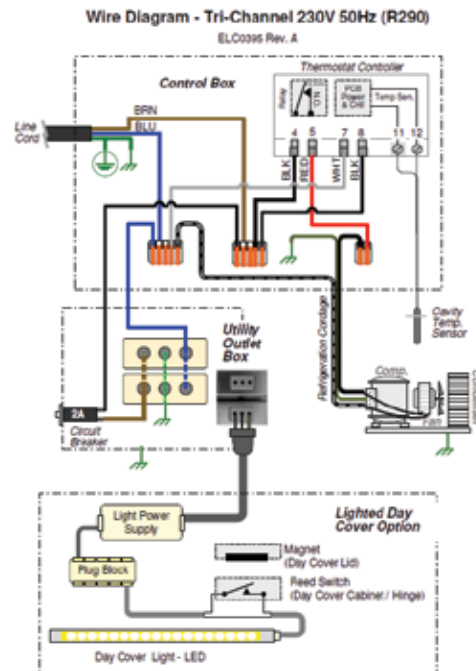 Wire Diagram - Tri-Channel 230V 50Hz (R290)
ELC0395 Rev. A
Thermostat Controller
Control Box
Relay
N.O.
PCB
Power
& Ctrl
Temp Sen.
BRN
BLU
Line
Cord
4 5 7 8 11 12
BLK
RED
WHT
BLK
Cavity
Temp.
Sensor
Refrigeration Cordage
Utility
Outlet
Box
Comp.
Fan
Condenser
2A
Circuit
Breaker
Light Power
Supply
Lighted Day
Cover Option
Magnet
(Day Cover Lid)
Plug Block
Reed Switch
(Day Cover Cabinet / Hinge)
Day Cover Light - LED